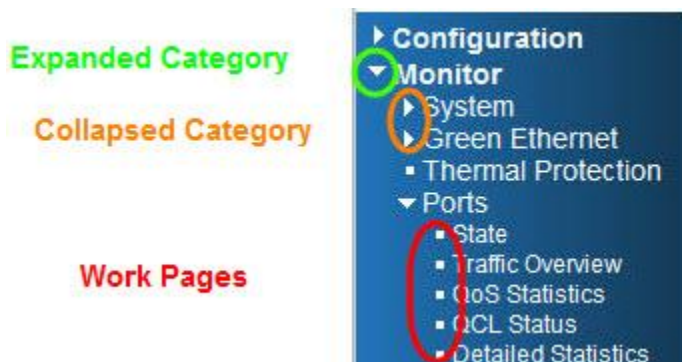 Expanded Category
Collapsed Category
Work Pages
Configuration
Monitor
System
Green Ethernet
Thermal Protection
Ports
State
Traffic Overview
QoS Statistics
QCL Status
Detailed Statistics